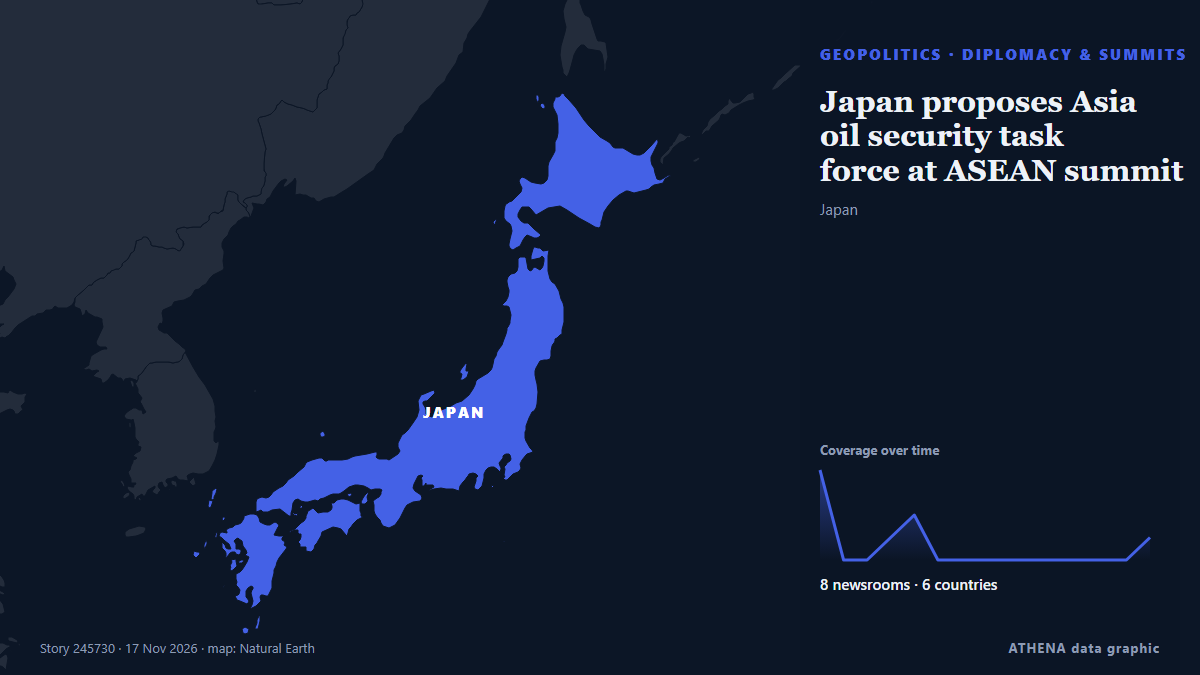 GEOPOLITICS · DIPLOMACY & SUMMITS
Japan proposes Asia
oil security task
force at ASEAN summit
Japan
JAPAN
Coverage over time
8 newsrooms · 6 countries
Story 245730 · 17 Nov 2026 · map: Natural Earth
ATHENA data graphic